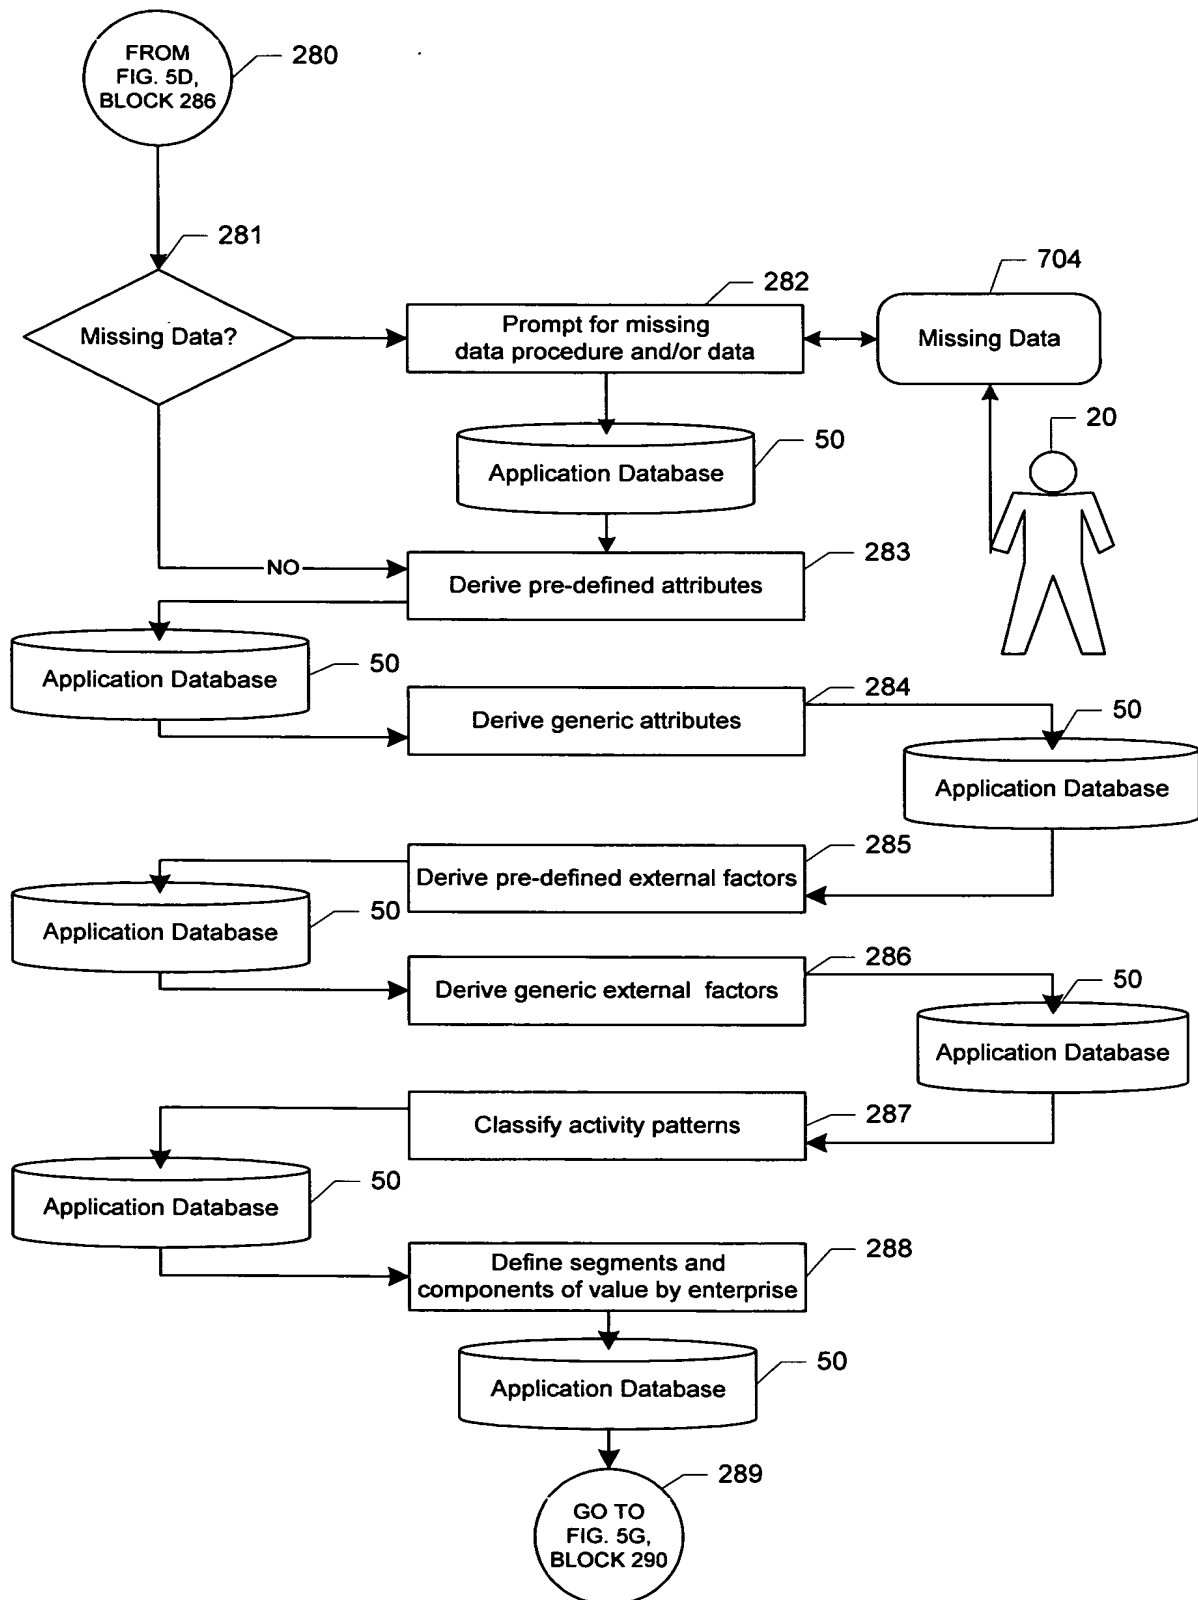 FROM
FIG. 5D,
BLOCK 286
280
281
Missing Data?
282
Prompt for missing
data procedure and/or data
704
Missing Data
20
50
Application Database
NO
283
Derive pre-defined attributes
50
Application Database
284
Derive generic attributes
50
Application Database
285
Derive pre-defined external factors
50
Application Database
286
Derive generic external factors
50
Application Database
287
Classify activity patterns
50
Application Database
288
Define segments and
components of value by enterprise
50
Application Database
289
GO TO
FIG. 5G,
BLOCK 290